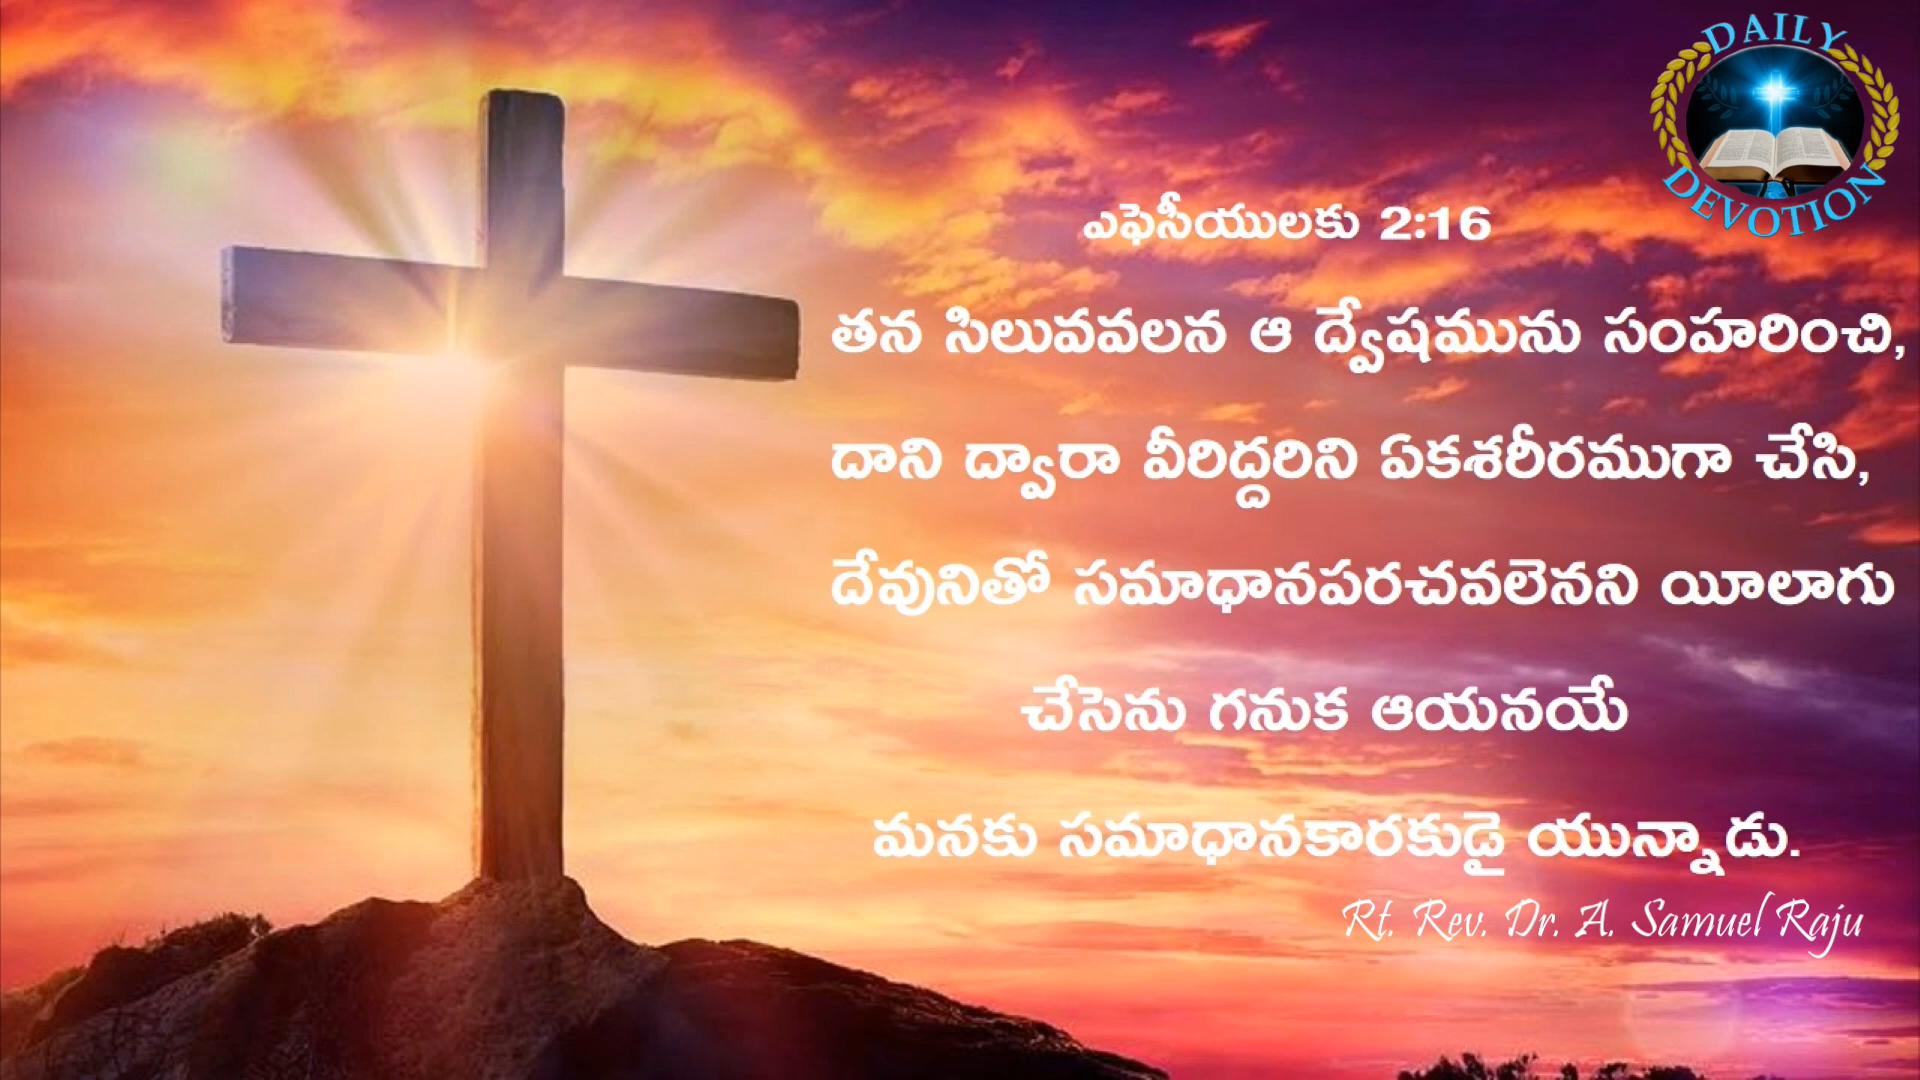 DAILY
DEVOTION
ఎఫెసీయులకు 2:16
తన సిలువవలన ఆ ద్వేషమును సంహరించి,
దాని ద్వారా వీరిద్దరిని ఏకశరీరముగా చేసి,
దేవునితో సమాధానపరచవలెనని యీలాగు
చేసెను గనుక ఆయనయే
మనకు సమాధానకారకుడై యున్నాడు.
Rt. Rev. Dr. A. Samuel Raju